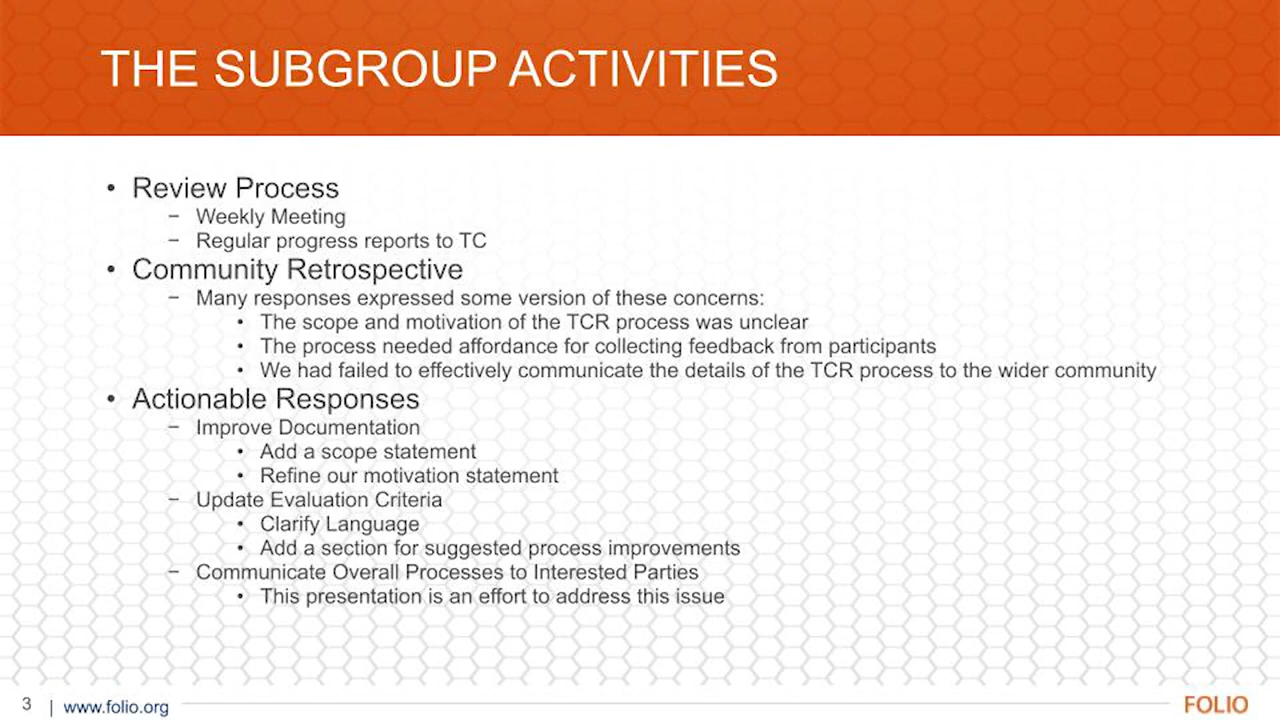 THE SUBGROUP ACTIVITIES
• Review Process
− Weekly Meeting
− Regular progress reports to TC
• Community Retrospective
− Many responses expressed some version of these concerns:
• The scope and motivation of the TCR process was unclear
• The process needed affordance for collecting feedback from participants
• We had failed to effectively communicate the details of the TCR process to the wider community
• Actionable Responses
− Improve Documentation
• Add a scope statement
• Refine our motivation statement
− Update Evaluation Criteria
• Clarify Language
• Add a section for suggested process improvements
− Communicate Overall Processes to Interested Parties
• This presentation is an effort to address this issue
3 | www.folio.org
FOLIO